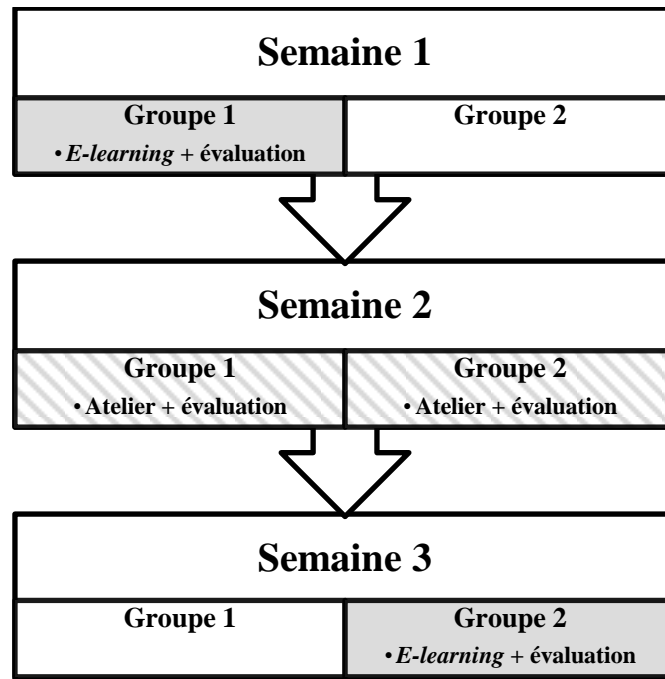 Semaine 1
Groupe 1
Groupe 2
• E-learning + évaluation
Semaine 2
Groupe 1
Groupe 2
• Atelier + évaluation
• Atelier + évaluation
Semaine 3
Groupe 1
Groupe 2
• E-learning + évaluation